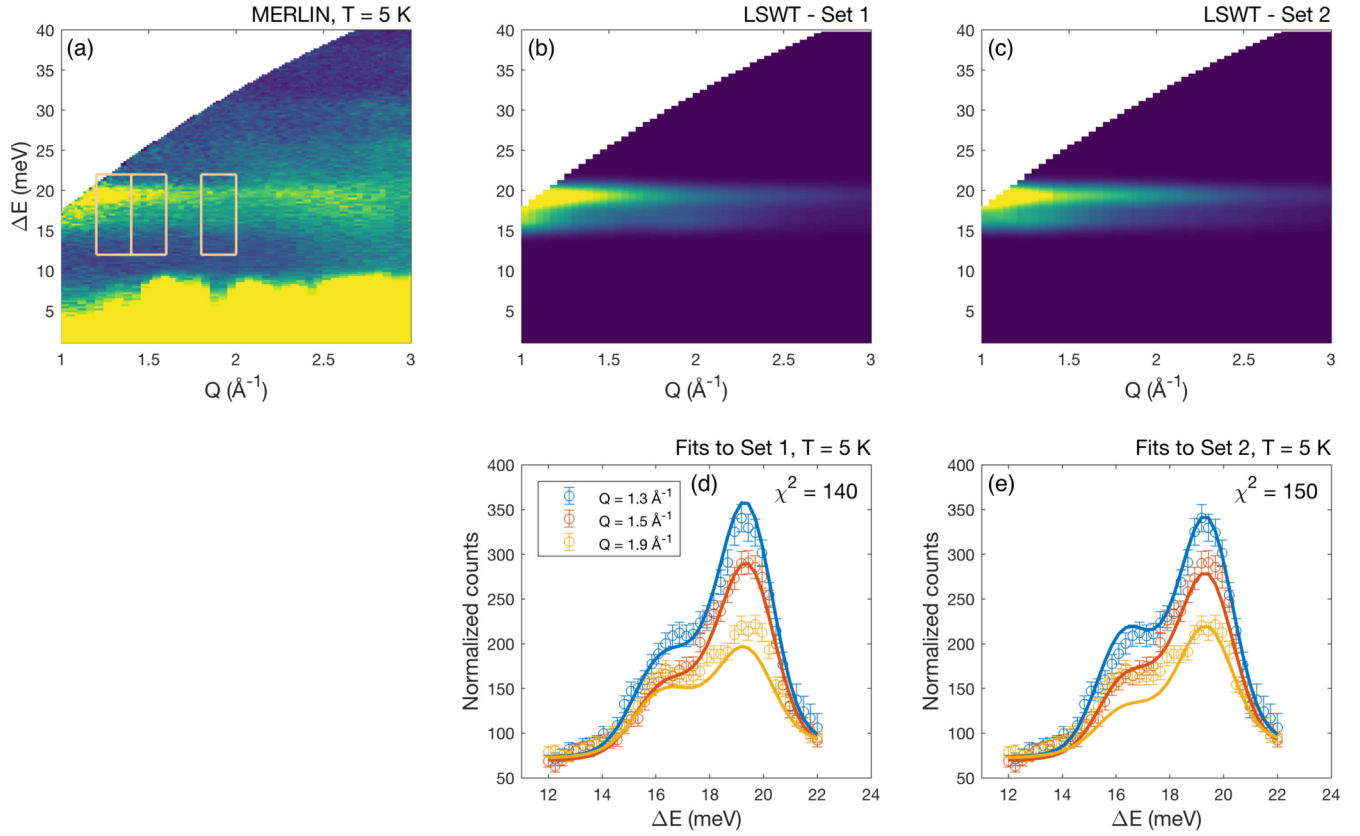 MERLIN, T = 5 K
(a)
40
35
30
25
20
15
10
5
ΔE (meV)
1 1.5 2 2.5 3
Q (Å⁻¹)
LSWT - Set 1
(b)
40
35
30
25
20
15
10
5
1 1.5 2 2.5 3
Q (Å⁻¹)
LSWT - Set 2
(c)
40
35
30
25
20
15
10
5
1 1.5 2 2.5 3
Q (Å⁻¹)
Fits to Set 1, T = 5 K
(d)
χ² = 140
Q = 1.3 Å⁻¹
Q = 1.5 Å⁻¹
Q = 1.9 Å⁻¹
400
350
300
250
200
150
100
50
Normalized counts
12 14 16 18 20 22 24
ΔE (meV)
Fits to Set 2, T = 5 K
(e)
χ² = 150
400
350
300
250
200
150
100
50
Normalized counts
12 14 16 18 20 22 24
ΔE (meV)